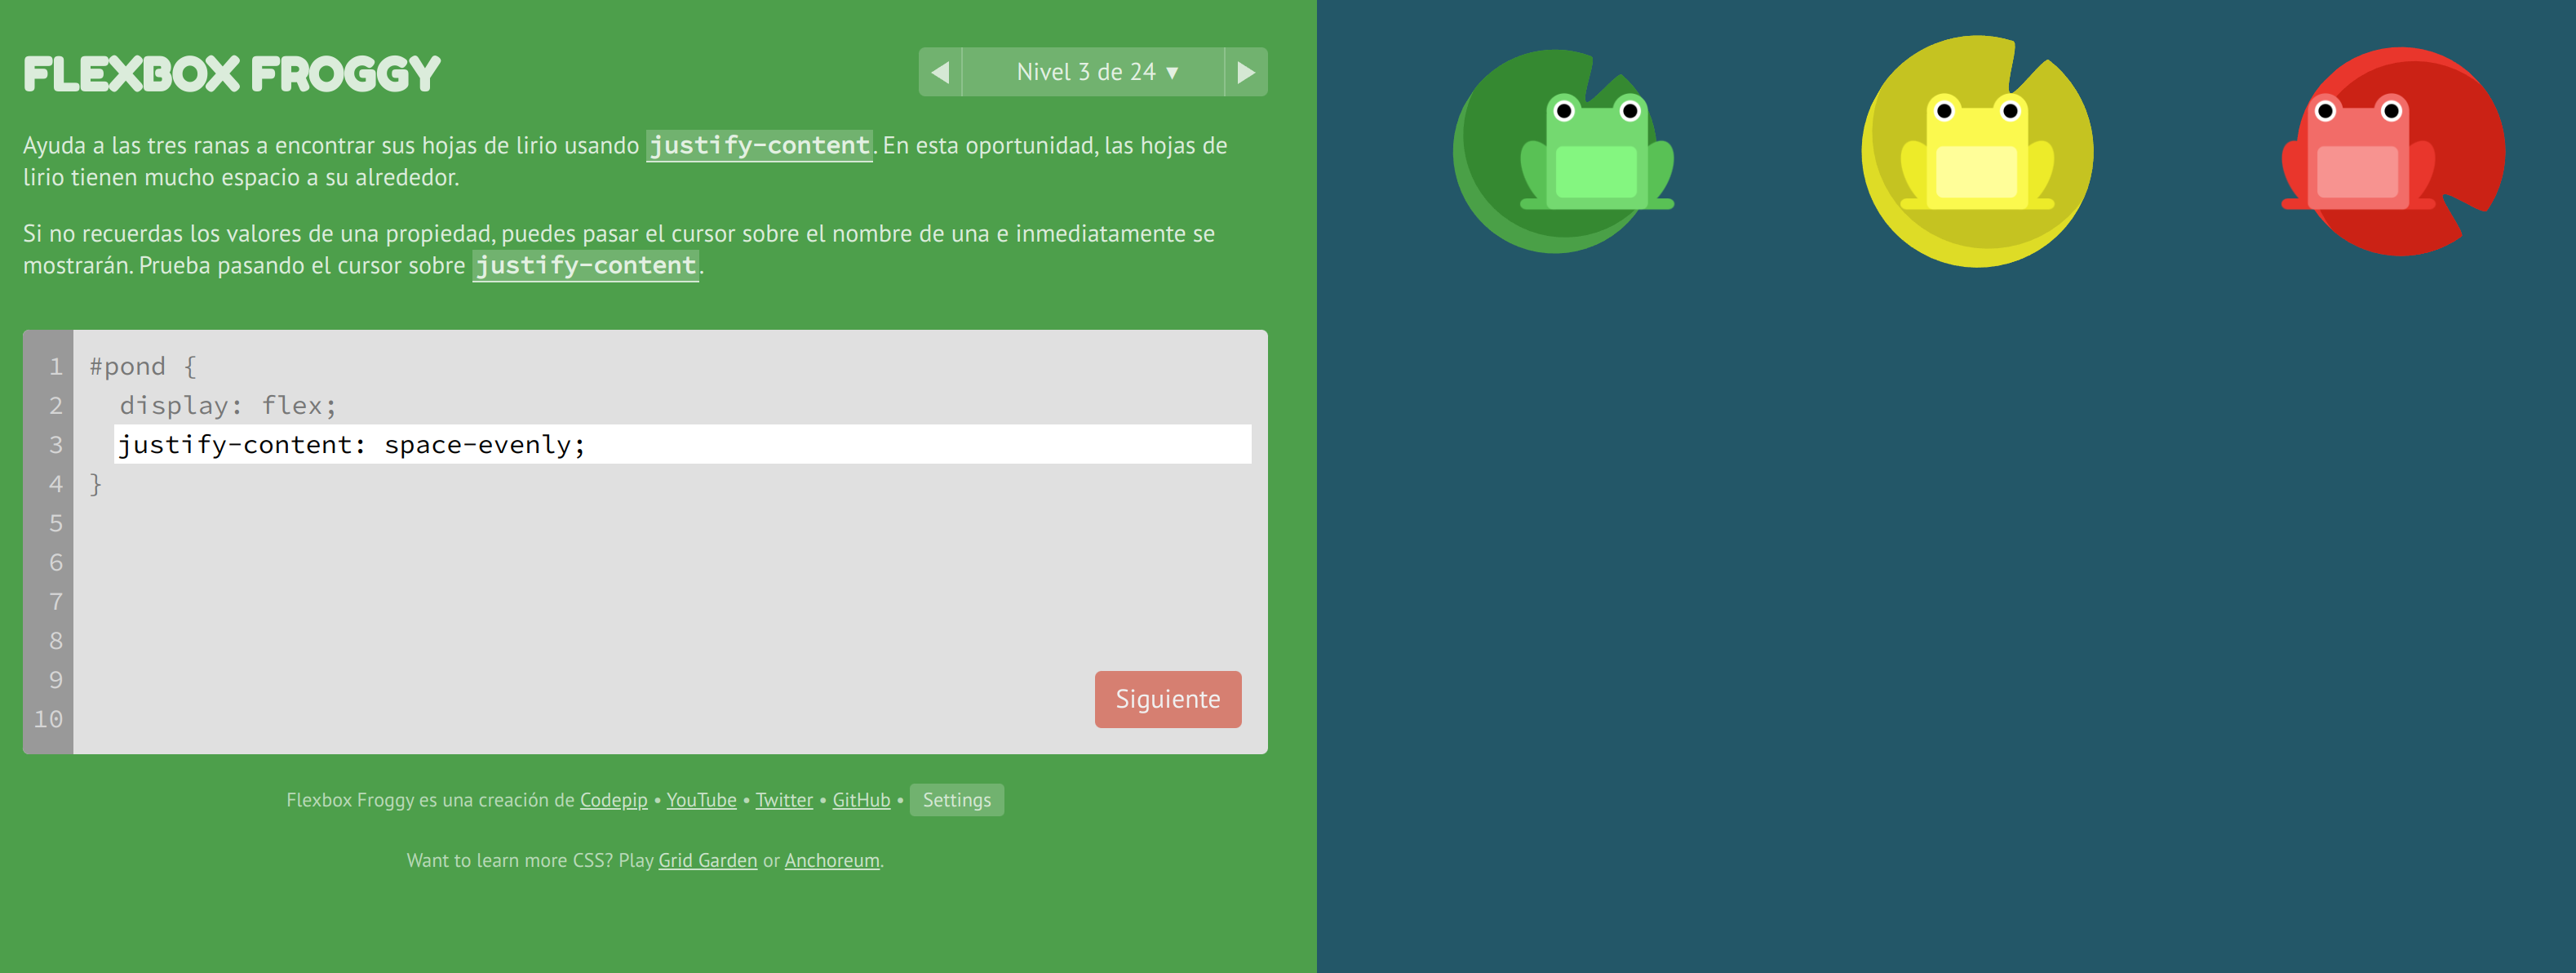 FLEXBOX FROGGY
Nivel 3 de 24 ▼
Ayuda a las tres ranas a encontrar sus hojas de lirio usando justify-content. En esta oportunidad, las hojas de
lirio tienen mucho espacio a su alrededor.
Si no recuerdas los valores de una propiedad, puedes pasar el cursor sobre el nombre de una e inmediatamente se
mostrarán. Prueba pasando el cursor sobre justify-content.
1 #pond {
2 display: flex;
3 justify-content: space-evenly;
4 }
5
6
7
8
9
10
Siguiente
Flexbox Froggy es una creación de Codepip • YouTube • Twitter • GitHub • Settings
Want to learn more CSS? Play Grid Garden or Anchoreum.